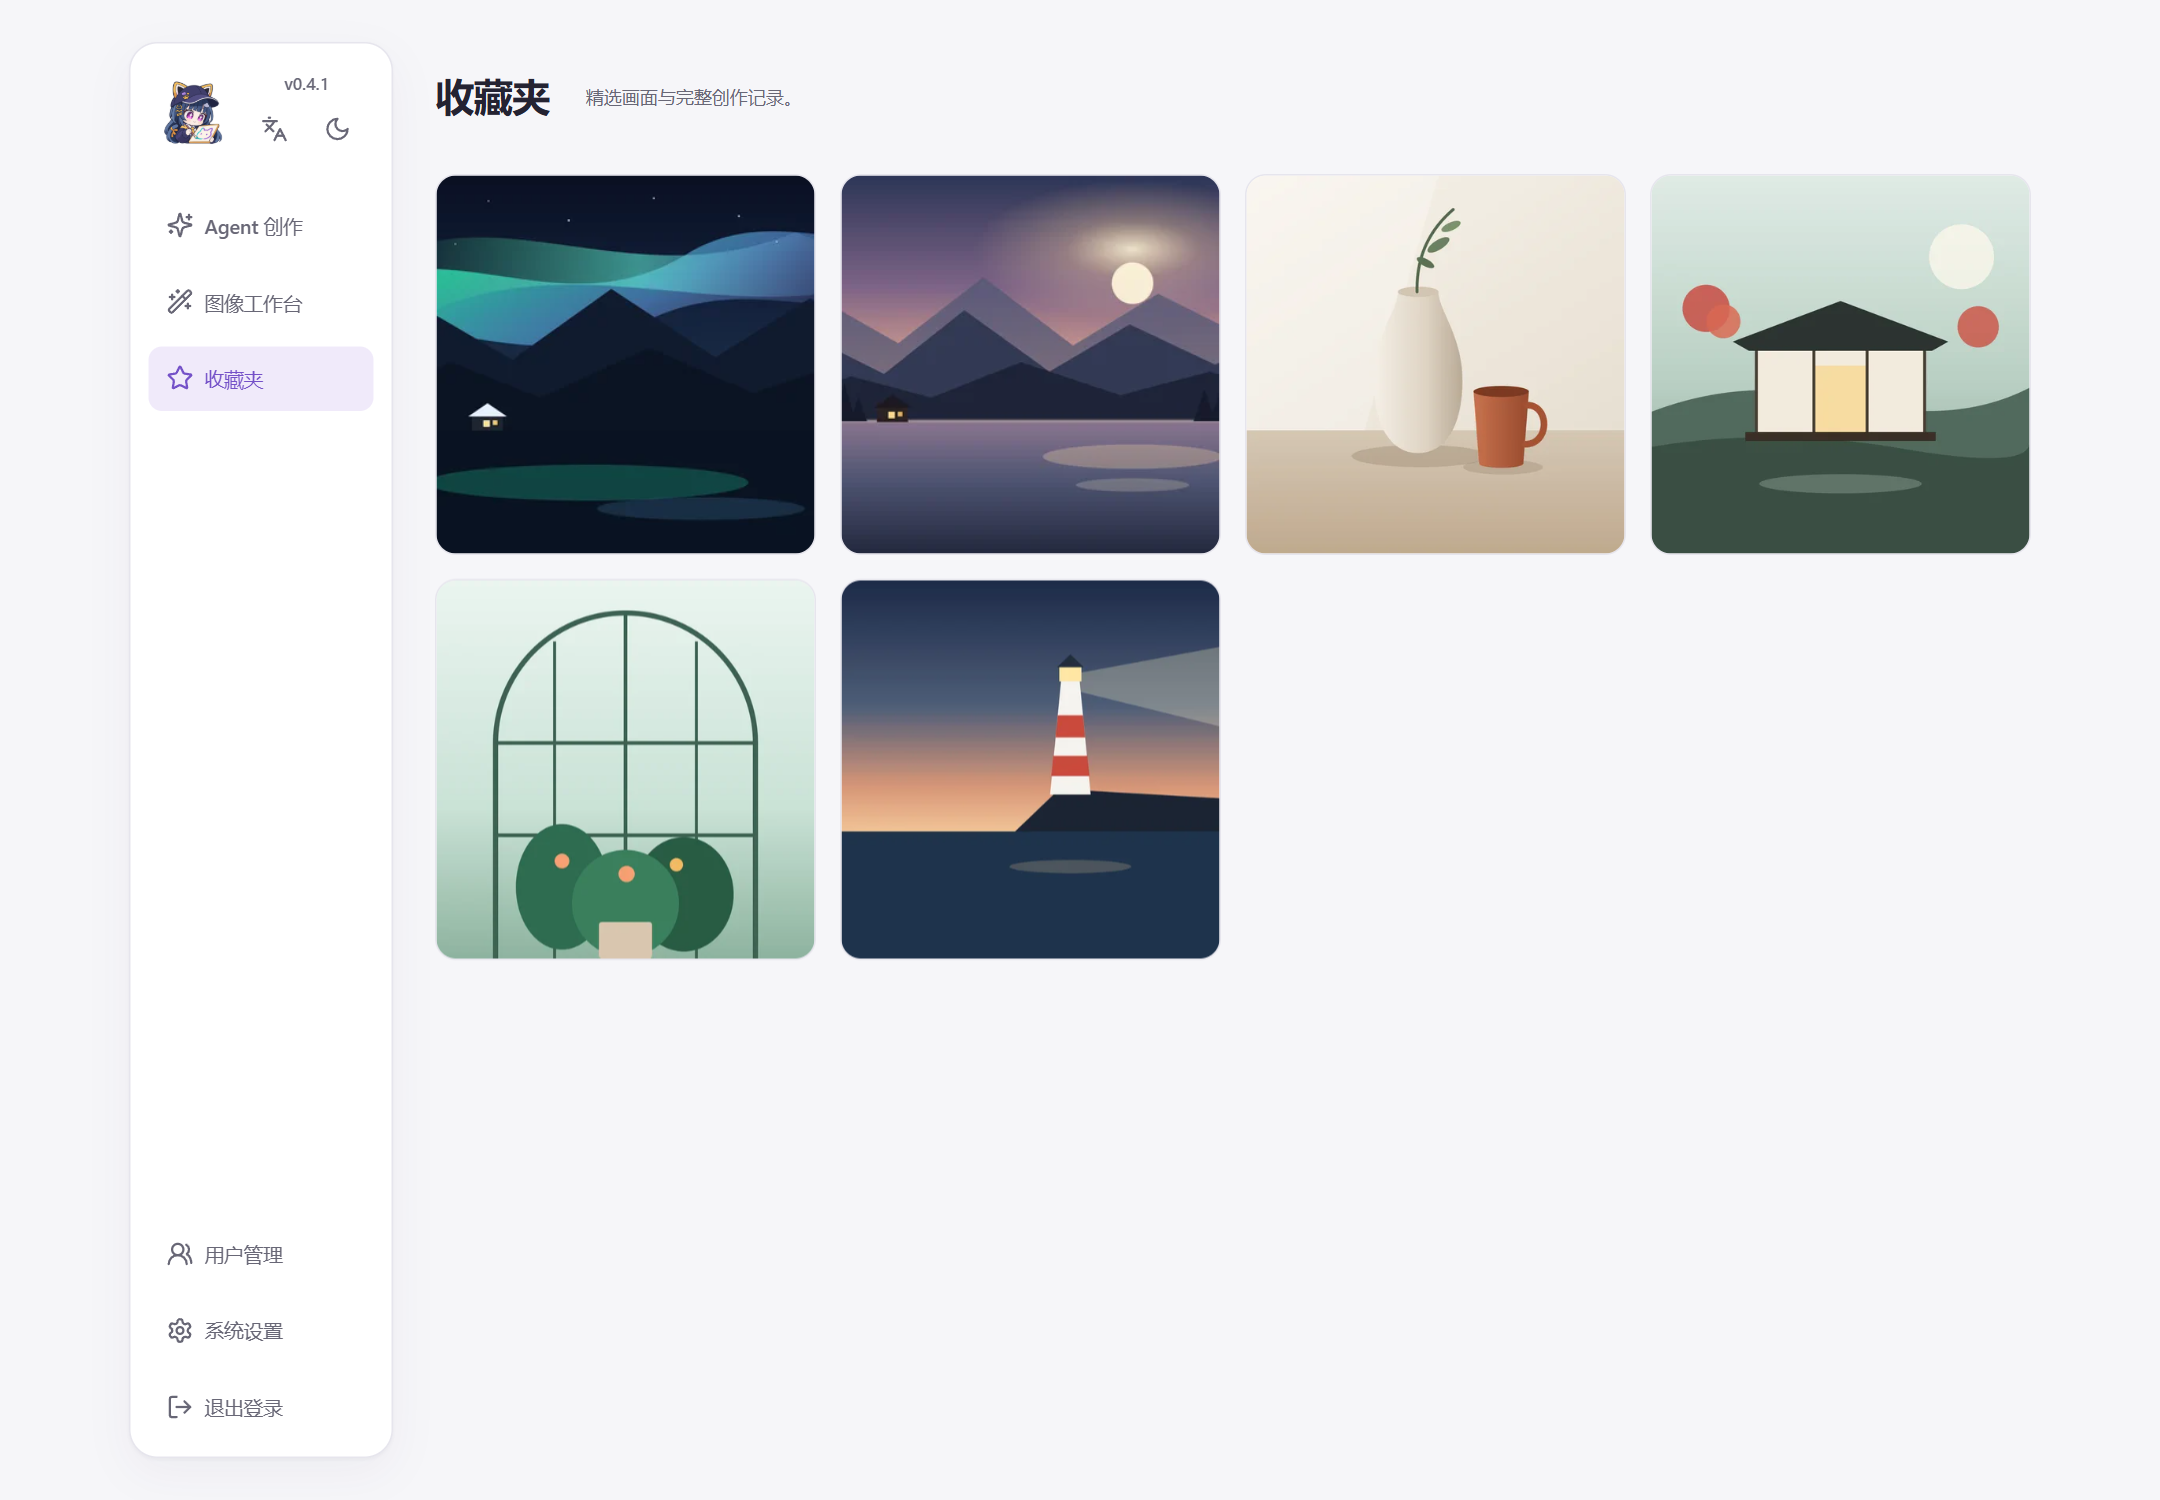 v0.4.1
Agent 创作
图像工作台
收藏夹
用户管理
系统设置
退出登录
收藏夹
精选画面与完整创作记录。